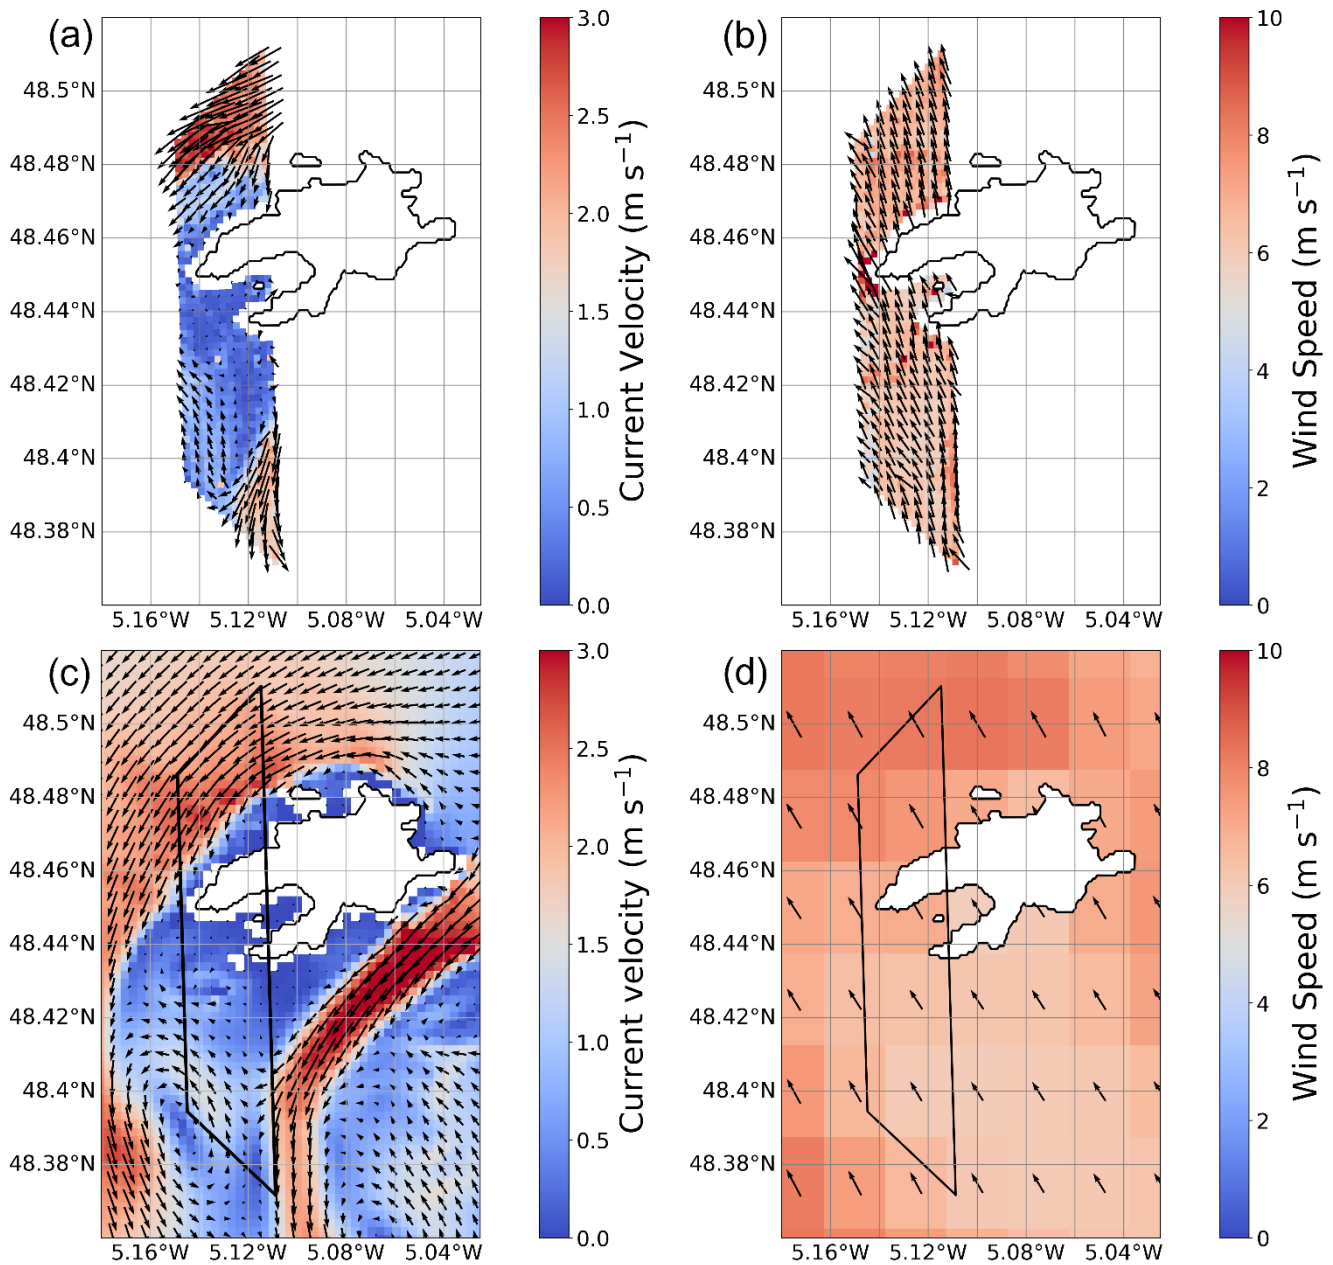 (a)
48.5°N
48.48°N
48.46°N
48.44°N
48.42°N
48.4°N
48.38°N
5.16°W 5.12°W 5.08°W 5.04°W
3.0
2.5
2.0
1.5
1.0
0.5
0.0
Current Velocity (m s⁻¹)
(b)
48.5°N
48.48°N
48.46°N
48.44°N
48.42°N
48.4°N
48.38°N
5.16°W 5.12°W 5.08°W 5.04°W
10
8
6
4
2
0
Wind Speed (m s⁻¹)
(c)
48.5°N
48.48°N
48.46°N
48.44°N
48.42°N
48.4°N
48.38°N
5.16°W 5.12°W 5.08°W 5.04°W
3.0
2.5
2.0
1.5
1.0
0.5
0.0
Current velocity (m s⁻¹)
(d)
48.5°N
48.48°N
48.46°N
48.44°N
48.42°N
48.4°N
48.38°N
5.16°W 5.12°W 5.08°W 5.04°W
10
8
6
4
2
0
Wind Speed (m s⁻¹)